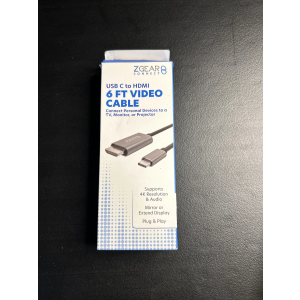 ZGEAR
CONNECT
USB C to HDMI
6 FT VIDEO
CABLE
Connect Personal Devices to a
TV, Monitor, or Projector
Supports
4K Resolution
& Audio
Mirror or
Extend Display
Plug & Play